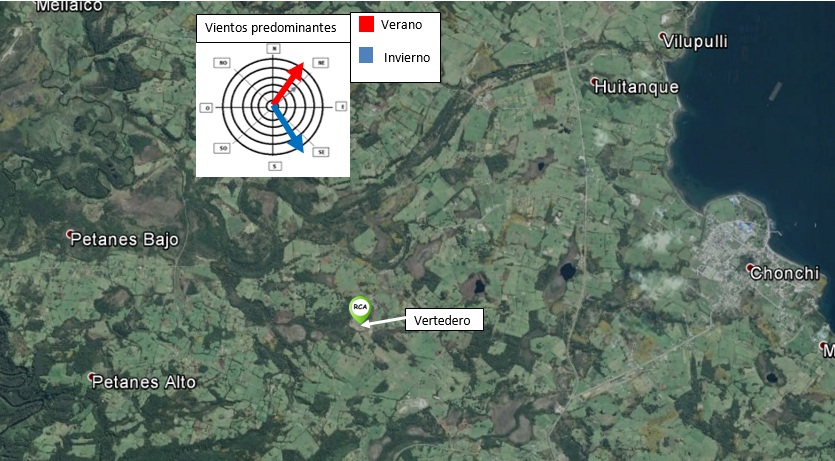 Mellaico
Vientos predominantes
Verano
Invierno
N
NO
NE
O
E
SO
SE
S
Vilupulli
Huitanque
Petanes Bajo
Chonchi
RCA
Vertedero
M
Petanes Alto